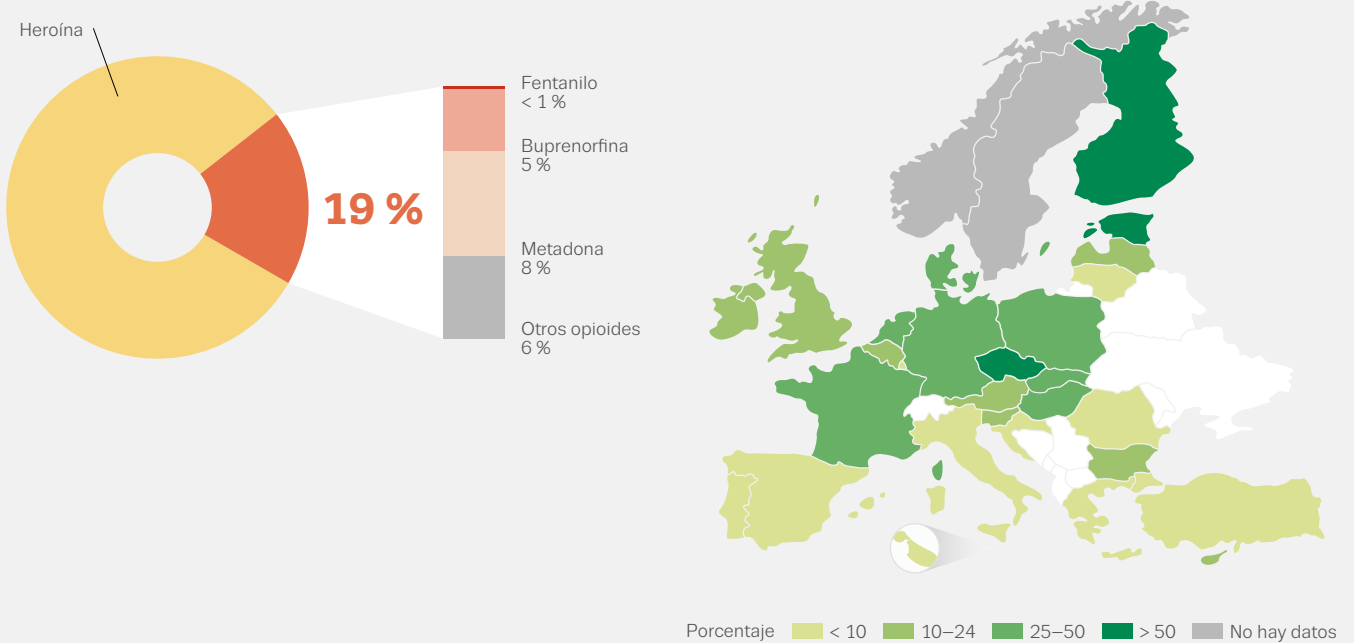 Heroína
19 %
Fentanilo
< 1 %
Buprenorfina
5 %
Metadona
8 %
Otros opioides
6 %
Porcentaje < 10 10–24 25–50 > 50 No hay datos